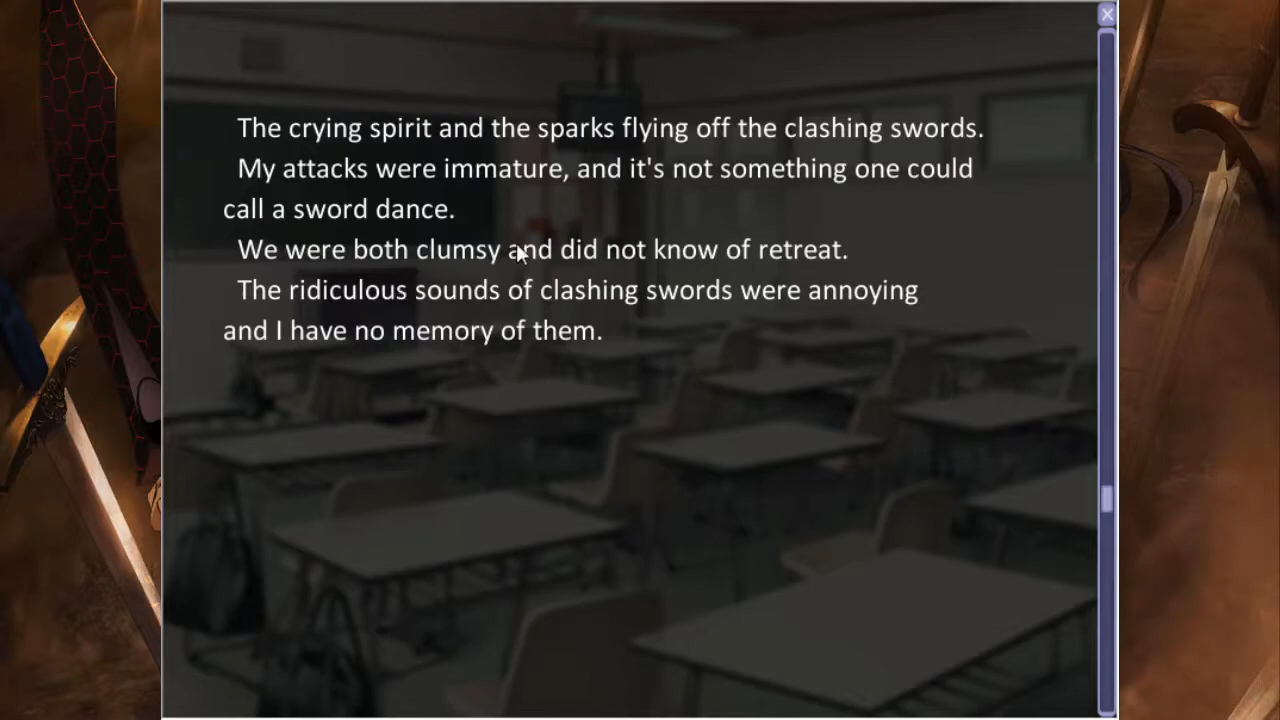 The crying spirit and the sparks flying off the clashing swords.
My attacks were immature, and it's not something one could
call a sword dance.
We were both clumsy and did not know of retreat.
The ridiculous sounds of clashing swords were annoying
and I have no memory of them.